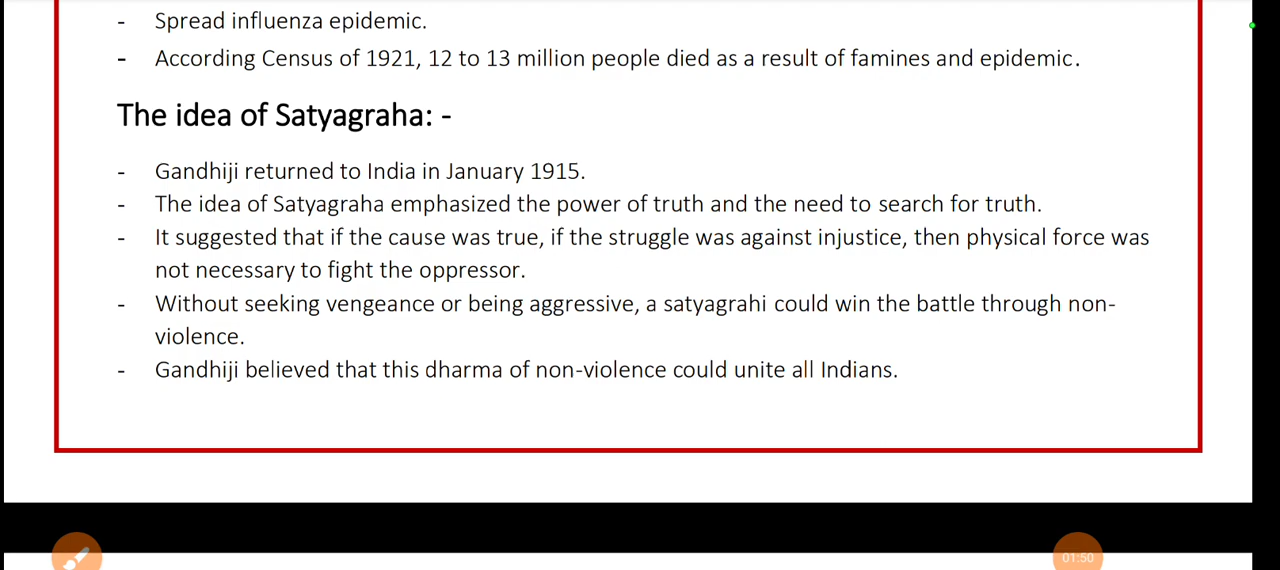 - Spread influenza epidemic.
- According Census of 1921, 12 to 13 million people died as a result of famines and epidemic.
The idea of Satyagraha: -
- Gandhiji returned to India in January 1915.
- The idea of Satyagraha emphasized the power of truth and the need to search for truth.
- It suggested that if the cause was true, if the struggle was against injustice, then physical force was
not necessary to fight the oppressor.
- Without seeking vengeance or being aggressive, a satyagrahi could win the battle through non-
violence.
- Gandhiji believed that this dharma of non-violence could unite all Indians.
01:50